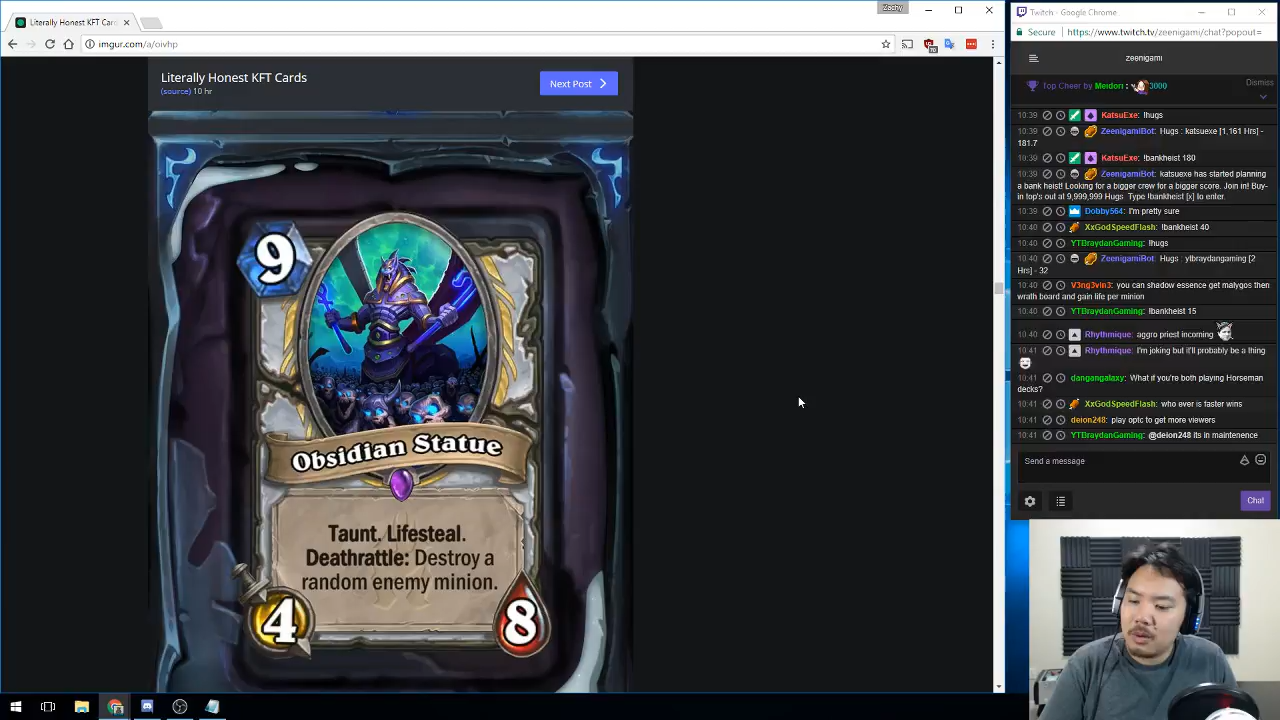 Zachy
Literally Honest KFT Car
imgur.com/a/oivhp
Literally Honest KFT Cards
(source) 10 hr
Next Post
9
Obsidian Statue
Taunt. Lifesteal.
Deathrattle: Destroy a
random enemy minion.
4
8
Twitch - Google Chrome
Secure
https://www.twitch.tv/zeenigami/chat?popout=
zeenigami
Top Cheer by Meidori : 3000
Dismiss
10:39 KatsuExe: !hugs
10:39 ZeenigamiBot: Hugs : katsuexe [1,161 Hrs] -
181.7
10:39 KatsuExe: !bankheist 180
10:39 ZeenigamiBot: katsuexe has started planning
a bank heist! Looking for a bigger crew for a bigger score. Join in! Buy-
in top's out at 9,999,999 Hugs. Type !bankheist [x] to enter.
10:39 Dobby564: I'm pretty sure
10:40 XxGodSpeedFlash: !bankheist 40
10:40 YTBraydanGaming: !hugs
10:40 ZeenigamiBot: Hugs : ytbraydangaming [2
Hrs] - 32
10:40 V3ng3vin3: you can shadow essence get malygos then
wrath board and gain life per minion
10:40 YTBraydanGaming: !bankheist 15
10:40 Rhythmique: aggro priest incoming
10:41 Rhythmique: I'm joking but it'll probably be a thing
10:41 dangangalaxy: What if you're both playing Horseman
decks?
10:41 XxGodSpeedFlash: who ever is faster wins
10:41 deion248: play optc to get more viewers
10:41 YTBraydanGaming: @deion248 its in maintenence
Send a message
Chat